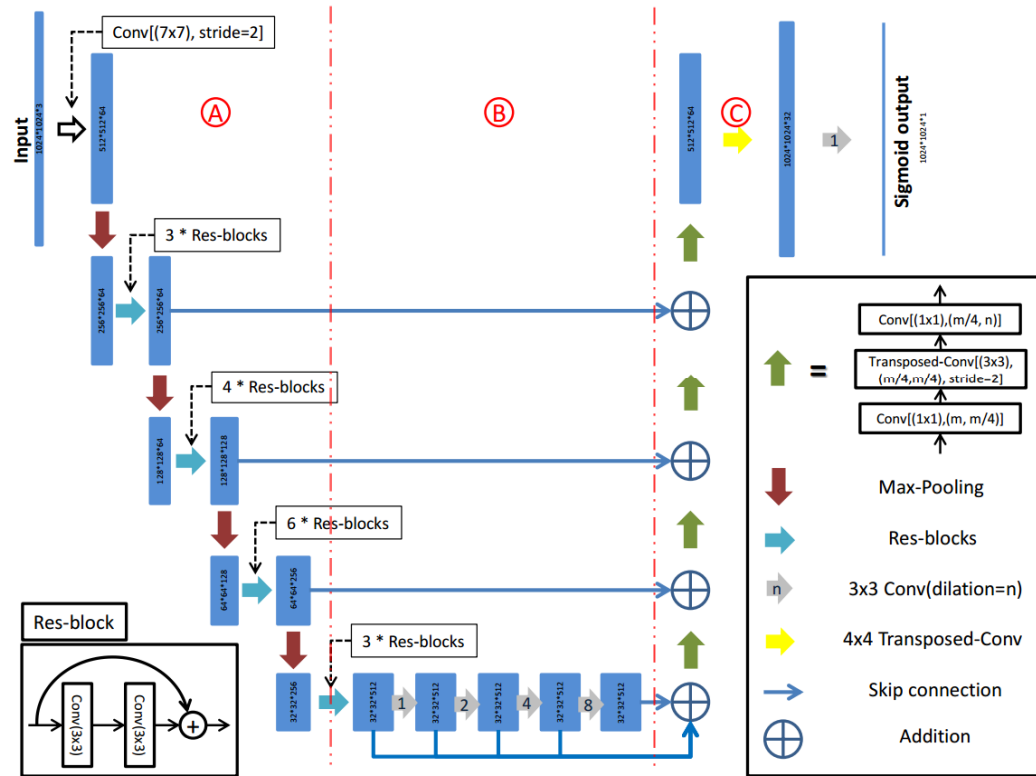 Conv[(7x7), stride=2]
Input
1024*1024*3
512*512*64
A
B
512*512*64
C
1024*1024*32
1
Sigmoid output
1024*1024*1
3 * Res-blocks
256*256*64
256*256*64
4 * Res-blocks
128*128*64
128*128*128
6 * Res-blocks
64*64*128
64*64*256
3 * Res-blocks
32*32*256
32*32*512
1
32*32*512
2
32*32*512
4
32*32*512
8
32*32*512
Res-block
Conv(3x3)
Conv(3x3)
+
=
Conv[(1x1),(m/4, n)]
Transposed-Conv[(3x3),
(m/4,m/4), stride=2]
Conv[(1x1),(m, m/4)]
Max-Pooling
Res-blocks
n
3x3 Conv(dilation=n)
4x4 Transposed-Conv
Skip connection
Addition